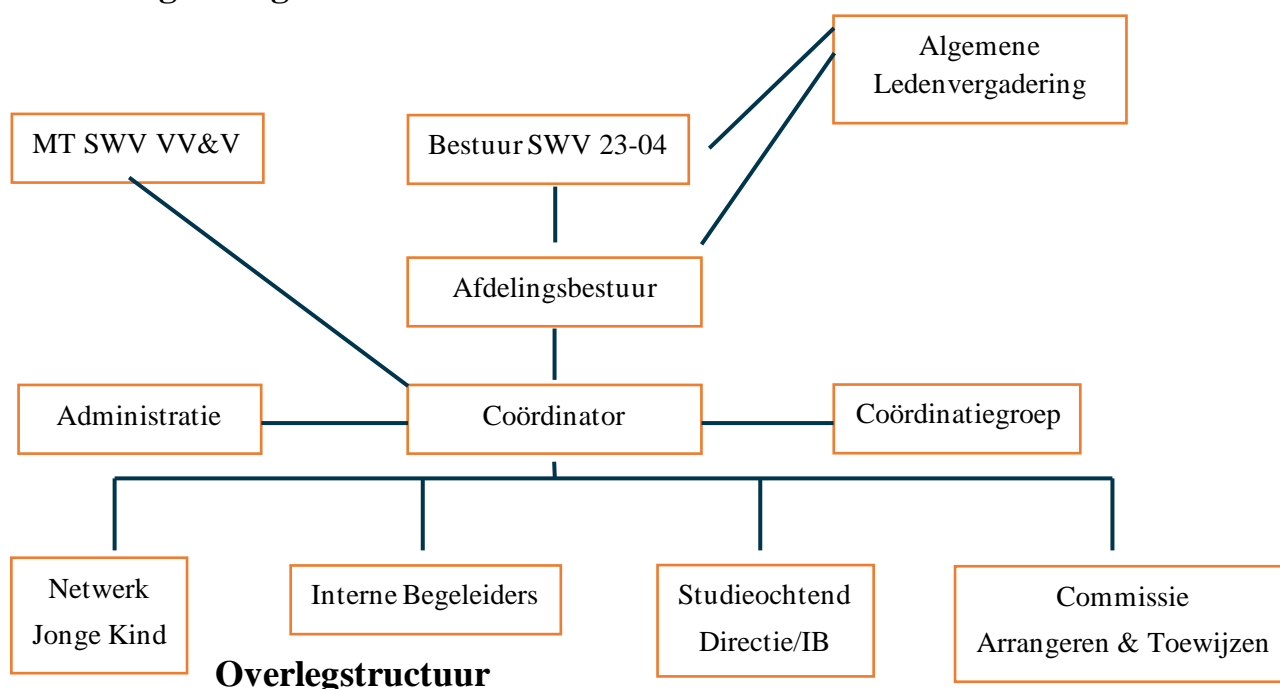 Algemene
Ledenvergadering
MT SWV VV&V
Bestuur SWV 23-04
Afdelingsbestuur
Administratie
Coördinator
Coördinatiegroep
Netwerk
Jonge Kind
Interne Begeleiders
Studieochtend
Directie/IB
Commissie
Arrangeren & Toewijzen
Overlegstructuur